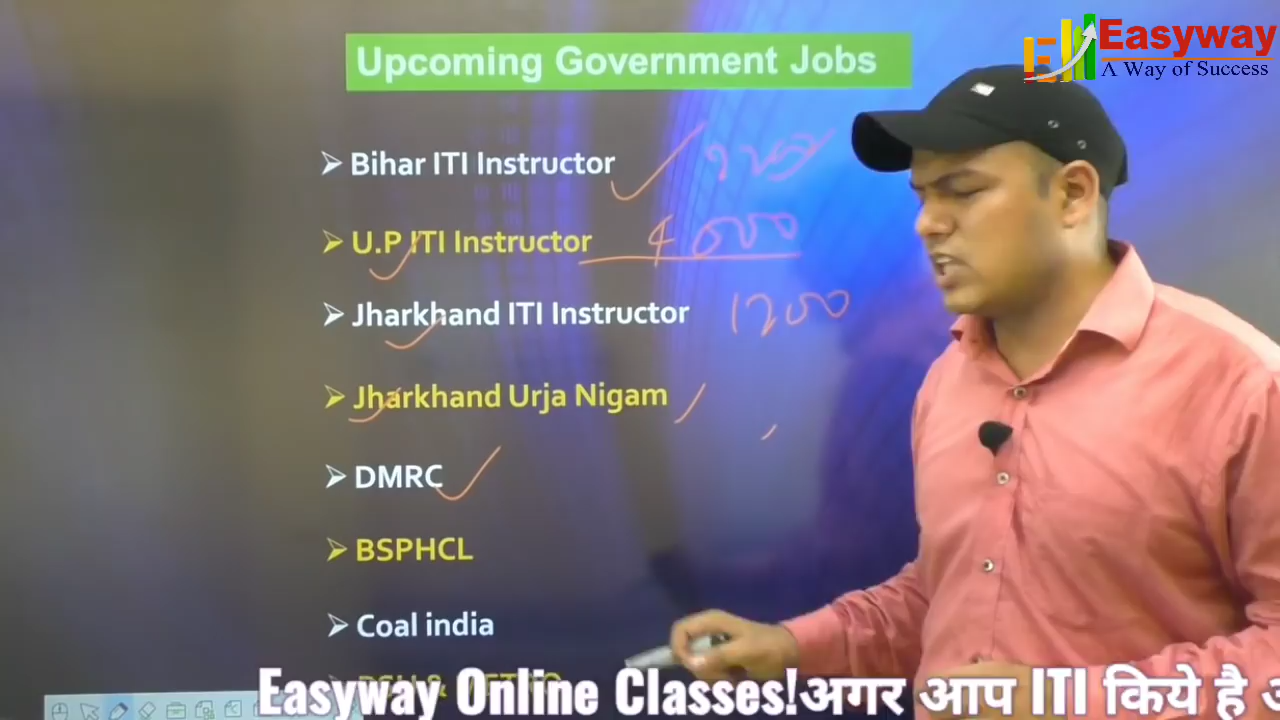 Easyway
A Way of Success
Upcoming Government Jobs
➢ Bihar ITI Instructor
➢ U.P ITI Instructor 4000
➢ Jharkhand ITI Instructor
➢ Jharkhand Urja Nigam
➢ DMRC
➢ BSPHCL
➢ Coal india
Easyway Online Classes!अगर आप ITI किये है